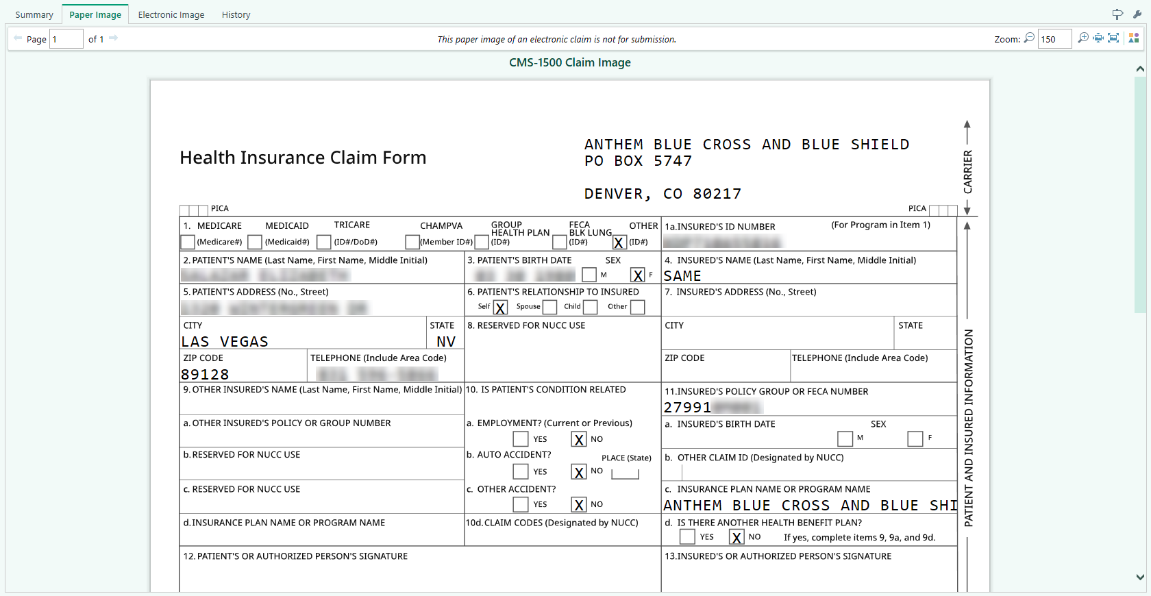 Summary Paper Image Electronic Image History
Page 1 of 1 This paper image of an electronic claim is not for submission. Zoom: 150
CMS-1500 Claim Image
Health Insurance Claim Form
ANTHEM BLUE CROSS AND BLUE SHIELD
PO BOX 5747
DENVER, CO 80217
CARRIER
PICA PICA
1. MEDICARE MEDICAID TRICARE CHAMPVA GROUP HEALTH PLAN FECA BLK LUNG OTHER
(Medicare#) (Medicaid#) (ID#/DoD#) (Member ID#) (ID#) (ID#) X (ID#)
1a.INSURED'S ID NUMBER (For Program in Item 1)
2. PATIENT'S NAME (Last Name, First Name, Middle Initial)
3. PATIENT'S BIRTH DATE SEX
M X F
4. INSURED'S NAME (Last Name, First Name, Middle Initial)
SAME
5. PATIENT'S ADDRESS (No., Street)
6. PATIENT'S RELATIONSHIP TO INSURED
Self X Spouse Child Other
7. INSURED'S ADDRESS (No., Street)
CITY STATE
LAS VEGAS NV
8. RESERVED FOR NUCC USE
CITY STATE
ZIP CODE TELEPHONE (Include Area Code)
89128
ZIP CODE TELEPHONE (Include Area Code)
9. OTHER INSURED'S NAME (Last Name, First Name, Middle Initial)
10. IS PATIENT'S CONDITION RELATED
11.INSURED'S POLICY GROUP OR FECA NUMBER
27991
a. OTHER INSURED'S POLICY OR GROUP NUMBER
a. EMPLOYMENT? (Current or Previous)
YES X NO
a. INSURED'S BIRTH DATE SEX
M F
b. RESERVED FOR NUCC USE
b. AUTO ACCIDENT? PLACE (State)
YES X NO
b. OTHER CLAIM ID (Designated by NUCC)
c. RESERVED FOR NUCC USE
c. OTHER ACCIDENT?
YES X NO
c. INSURANCE PLAN NAME OR PROGRAM NAME
ANTHEM BLUE CROSS AND BLUE SHI
d. INSURANCE PLAN NAME OR PROGRAM NAME
10d. CLAIM CODES (Designated by NUCC)
d. IS THERE ANOTHER HEALTH BENEFIT PLAN?
YES X NO If yes, complete items 9, 9a, and 9d.
12. PATIENT'S OR AUTHORIZED PERSON'S SIGNATURE
13.INSURED'S OR AUTHORIZED PERSON'S SIGNATURE
PATIENT AND INSURED INFORMATION